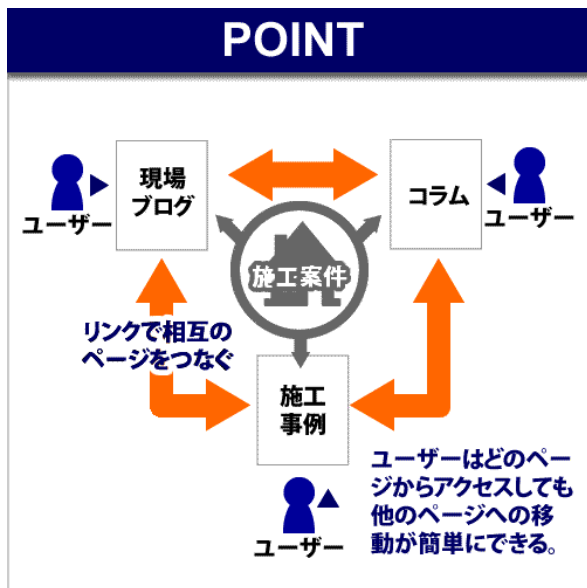 POINT
現場
ブログ
コラム
ユーザー
ユーザー
施工案件
リンクで相互の
ページをつなぐ
施工
事例
ユーザーはどのペー
ジからアクセスしても
他のページへの移
動が簡単にできる。
ユーザー